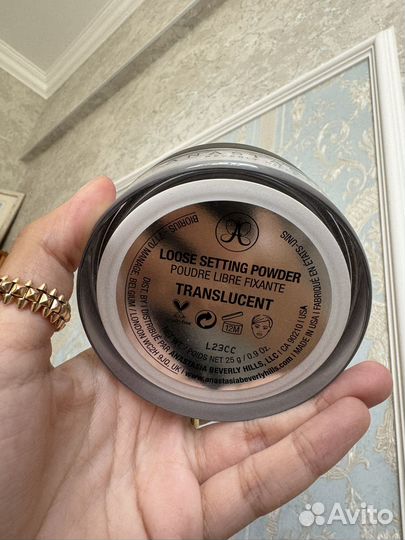 LOOSE SETTING POWDER
POUDRE LIBRE FIXANTE
TRANSLUCENT
12M
L23CC
POIDS NET 25 g / 0.9 Oz.
www.anastasiabeverlyhills.com
DIST. BY / DISTRIBUÉ PAR ANASTASIA BEVERLY HILLS, LLC / CA 90210 / USA
MADE IN USA / FABRIQUÉ EN ÉTATS-UNIS
BELGIUM / LONDON WC2H 9JQ, UK
Avito